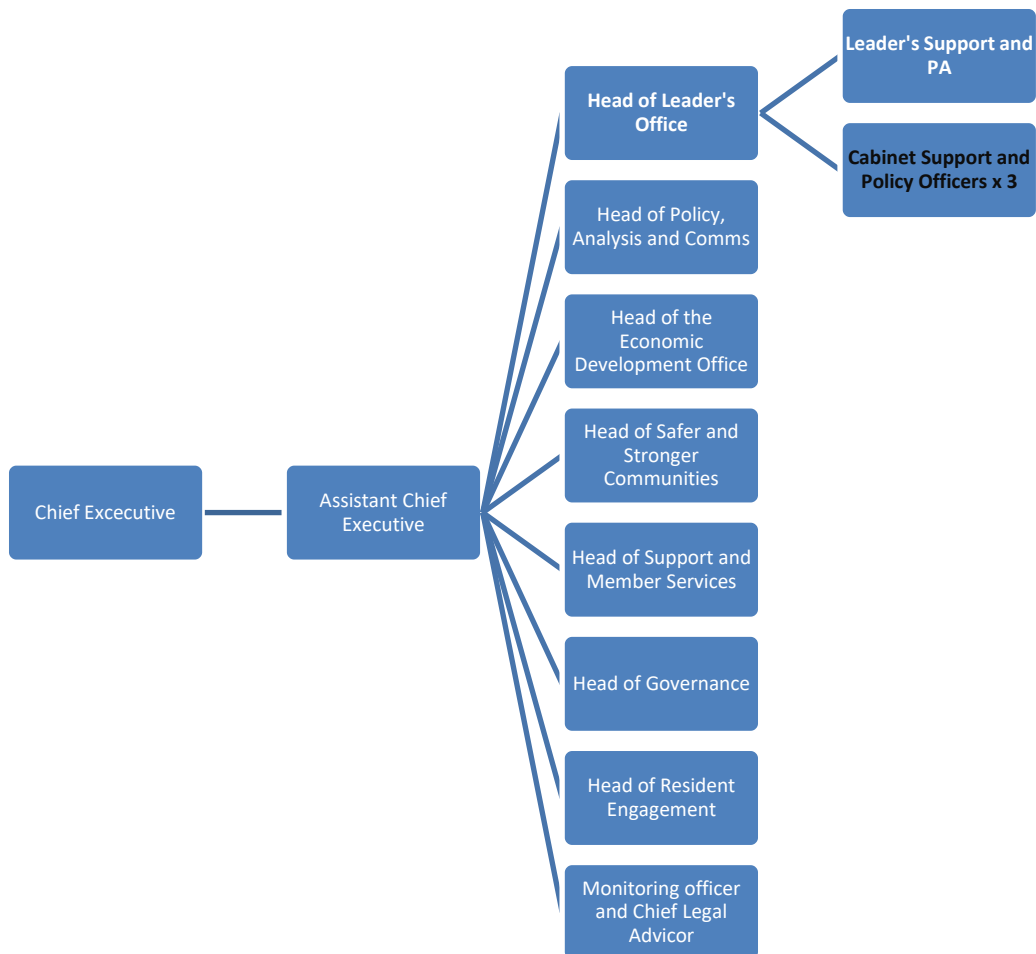 Leader's Support and
PA
Head of Leader's
Office
Cabinet Support and
Policy Officers x 3
Head of Policy,
Analysis and Comms
Head of the
Economic
Development Office
Head of Safer and
Stronger
Communities
Chief Excecutive
Assistant Chief
Executive
Head of Support and
Member Services
Head of Governance
Head of Resident
Engagement
Monitoring officer
and Chief Legal
Advicor